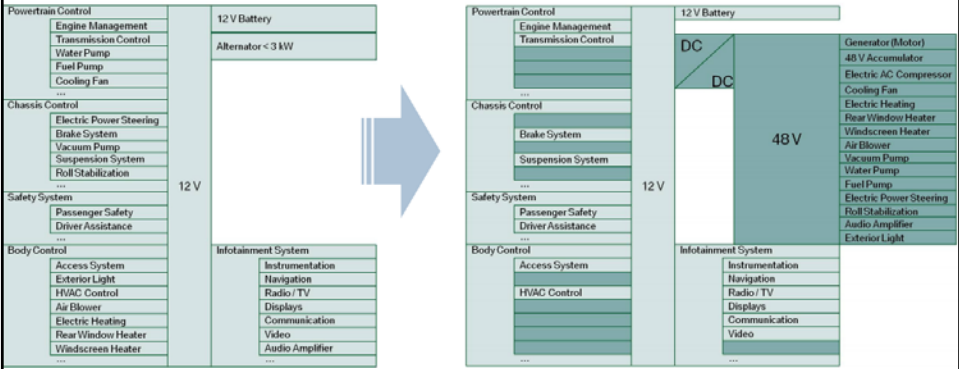 Powertrain Control
Engine Management
Transmission Control
Water Pump
Fuel Pump
Cooling Fan
...
Chassis Control
Electric Power Steering
Brake System
Vacuum Pump
Suspension System
Roll Stabilization
...
Safety System
Passenger Safety
Driver Assistance
...
Body Control
Access System
Exterior Light
HVAC Control
Air Blower
Electric Heating
Rear Window Heater
Windscreen Heater
...
12 V
12 V Battery
Alternator < 3 kW
Infotainment System
Instrumentation
Navigation
Radio / TV
Displays
Communication
Video
Audio Amplifier
...
Powertrain Control
Engine Management
Transmission Control
...
Chassis Control
Brake System
Suspension System
...
Safety System
Passenger Safety
Driver Assistance
...
Body Control
Access System
HVAC Control
...
12 V
12 V Battery
DC
DC
48 V
Generator (Motor)
48 V Accumulator
Electric AC Compressor
Cooling Fan
Electric Heating
Rear Window Heater
Windscreen Heater
Air Blower
Vacuum Pump
Water Pump
Fuel Pump
Electric Power Steering
Roll Stabilization
Audio Amplifier
Exterior Light
Infotainment System
Instrumentation
Navigation
Radio / TV
Displays
Communication
Video
...